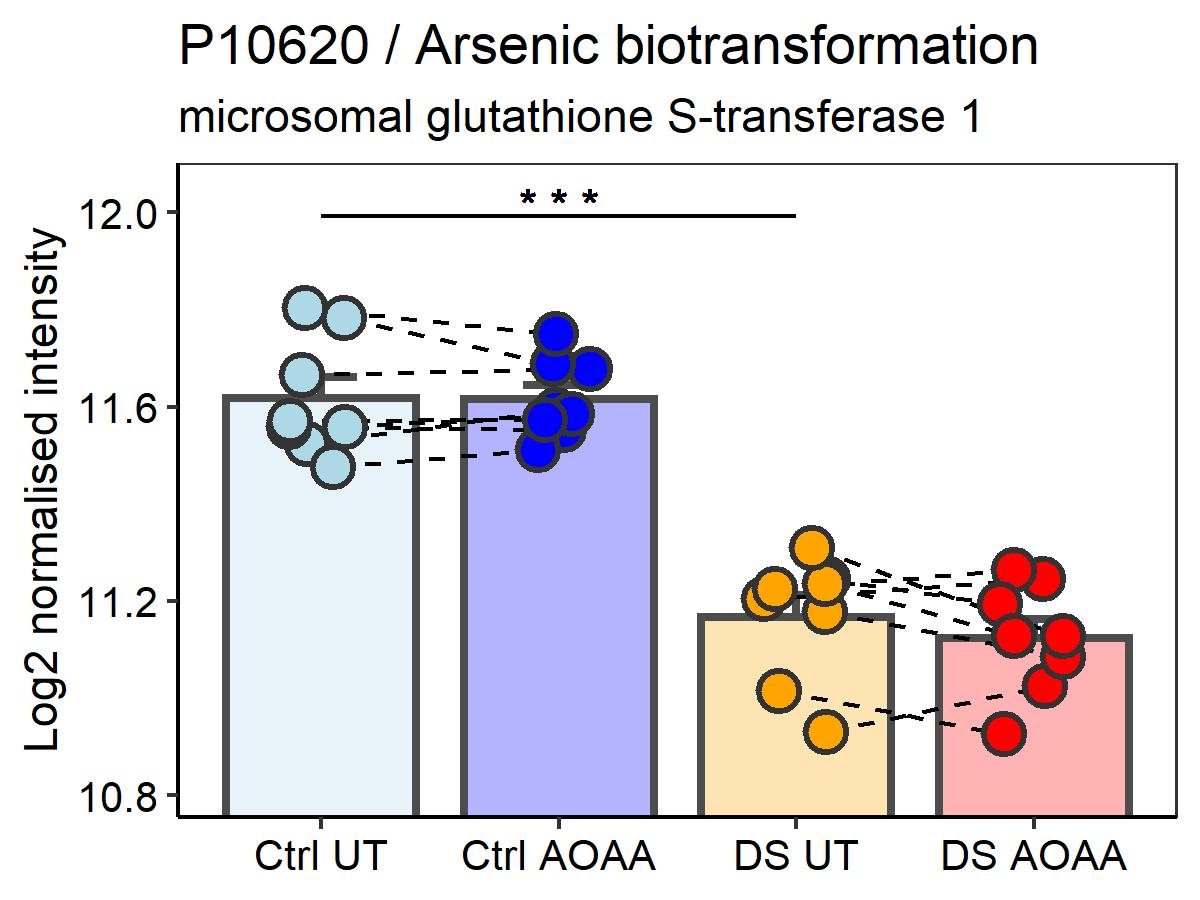 P10620 / Arsenic biotransformation
microsomal glutathione S-transferase 1
Log2 normalised intensity
12.0
11.6
11.2
10.8
* * *
Ctrl UT
Ctrl AOAA
DS UT
DS AOAA